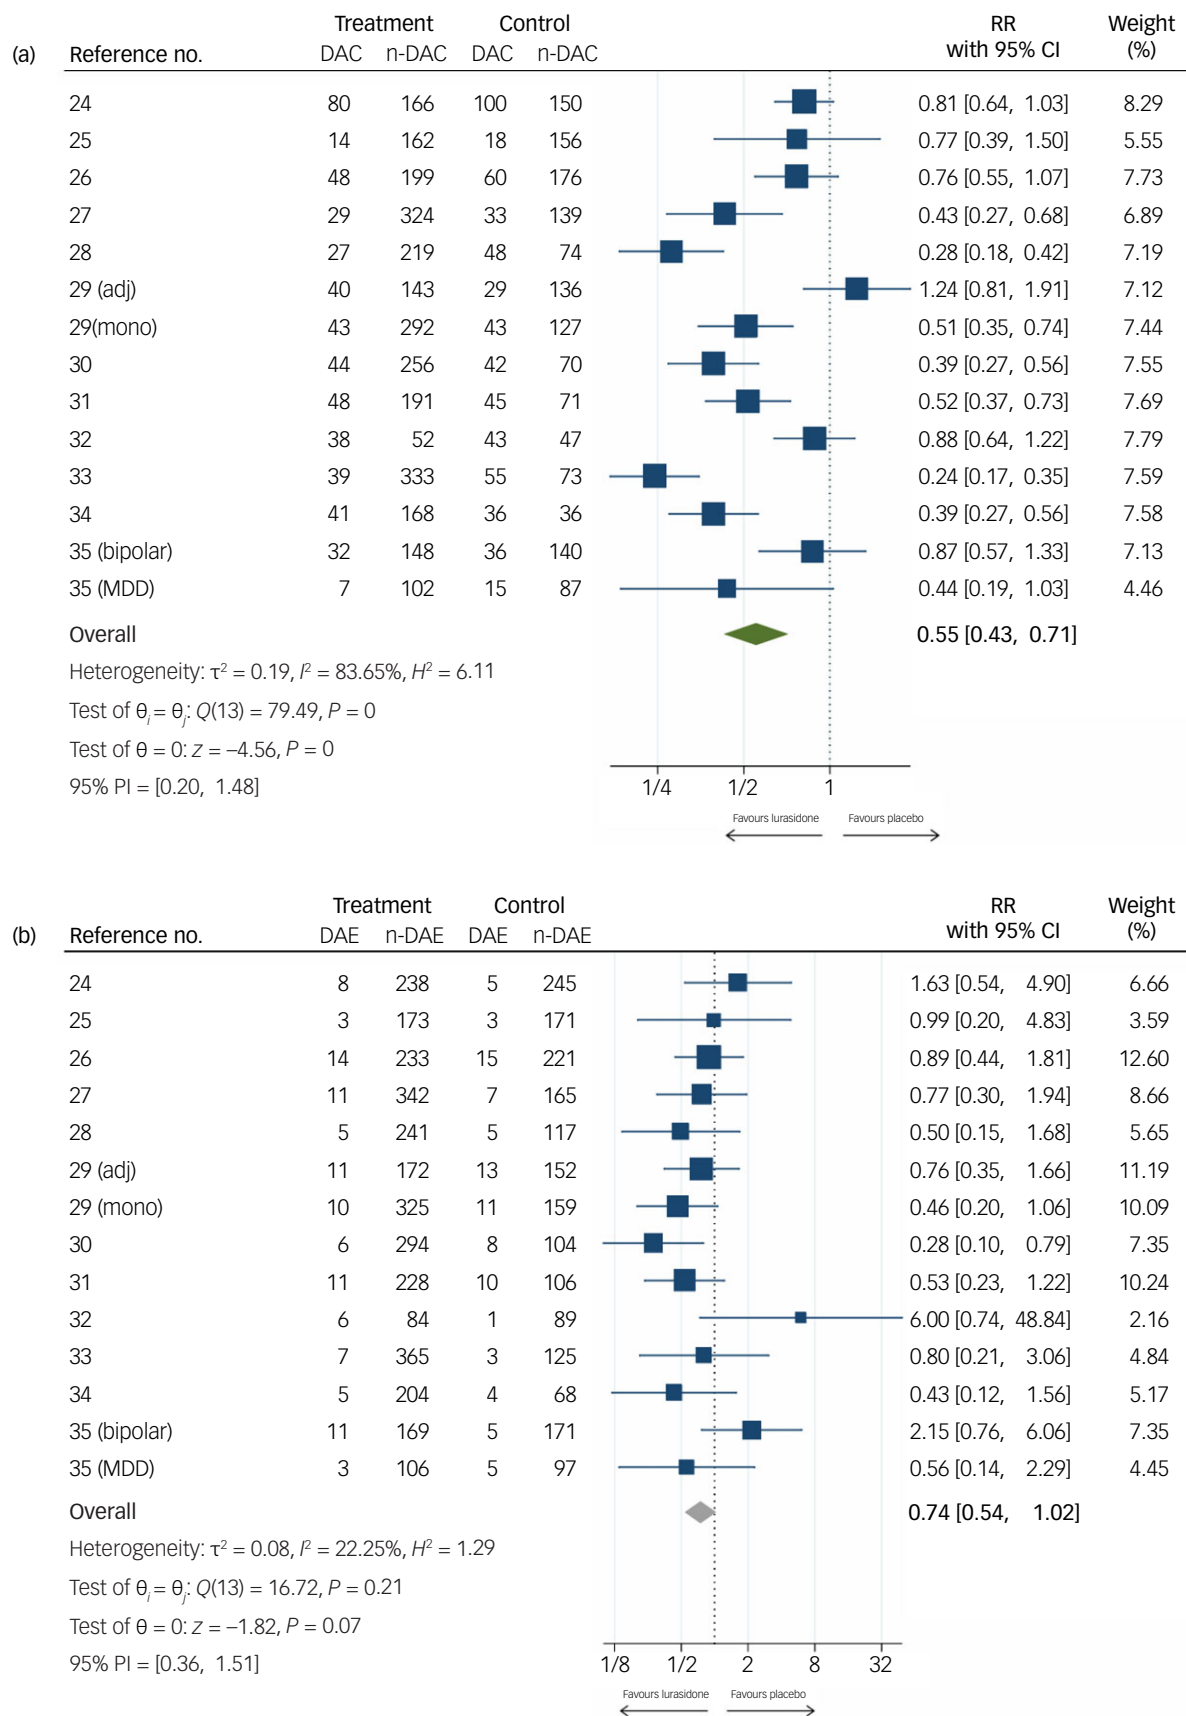 Treatment Control RR Weight
(a) Reference no. DAC n-DAC DAC n-DAC with 95% CI (%)
24 80 166 100 150 0.81 [0.64, 1.03] 8.29
25 14 162 18 156 0.77 [0.39, 1.50] 5.55
26 48 199 60 176 0.76 [0.55, 1.07] 7.73
27 29 324 33 139 0.43 [0.27, 0.68] 6.89
28 27 219 48 74 0.28 [0.18, 0.42] 7.19
29 (adj) 40 143 29 136 1.24 [0.81, 1.91] 7.12
29(mono) 43 292 43 127 0.51 [0.35, 0.74] 7.44
30 44 256 42 70 0.39 [0.27, 0.56] 7.55
31 48 191 45 71 0.52 [0.37, 0.73] 7.69
32 38 52 43 47 0.88 [0.64, 1.22] 7.79
33 39 333 55 73 0.24 [0.17, 0.35] 7.59
34 41 168 36 36 0.39 [0.27, 0.56] 7.58
35 (bipolar) 32 148 36 140 0.87 [0.57, 1.33] 7.13
35 (MDD) 7 102 15 87 0.44 [0.19, 1.03] 4.46
Overall 0.55 [0.43, 0.71]
Heterogeneity: τ² = 0.19, I² = 83.65%, H² = 6.11
Test of θᵢ = θⱼ: Q(13) = 79.49, P = 0
Test of θ = 0: z = –4.56, P = 0
95% PI = [0.20, 1.48]
1/4 1/2 1
Favours lurasidone Favours placebo
Treatment Control RR Weight
(b) Reference no. DAE n-DAE DAE n-DAE with 95% CI (%)
24 8 238 5 245 1.63 [0.54, 4.90] 6.66
25 3 173 3 171 0.99 [0.20, 4.83] 3.59
26 14 233 15 221 0.89 [0.44, 1.81] 12.60
27 11 342 7 165 0.77 [0.30, 1.94] 8.66
28 5 241 5 117 0.50 [0.15, 1.68] 5.65
29 (adj) 11 172 13 152 0.76 [0.35, 1.66] 11.19
29 (mono) 10 325 11 159 0.46 [0.20, 1.06] 10.09
30 6 294 8 104 0.28 [0.10, 0.79] 7.35
31 11 228 10 106 0.53 [0.23, 1.22] 10.24
32 6 84 1 89 6.00 [0.74, 48.84] 2.16
33 7 365 3 125 0.80 [0.21, 3.06] 4.84
34 5 204 4 68 0.43 [0.12, 1.56] 5.17
35 (bipolar) 11 169 5 171 2.15 [0.76, 6.06] 7.35
35 (MDD) 3 106 5 97 0.56 [0.14, 2.29] 4.45
Overall 0.74 [0.54, 1.02]
Heterogeneity: τ² = 0.08, I² = 22.25%, H² = 1.29
Test of θᵢ = θⱼ: Q(13) = 16.72, P = 0.21
Test of θ = 0: z = –1.82, P = 0.07
95% PI = [0.36, 1.51]
1/8 1/2 2 8 32
Favours lurasidone Favours placebo